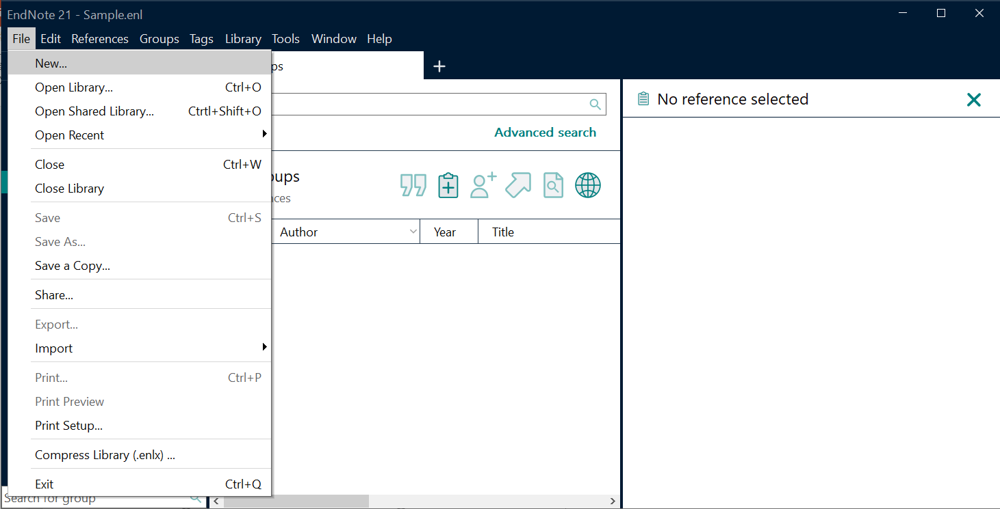 EndNote 21 - Sample.enl
File Edit References Groups Tags Library Tools Window Help
New...
Open Library... Ctrl+O
Open Shared Library... Ctrtl+Shift+O
Open Recent
Close Ctrl+W
Close Library
Save Ctrl+S
Save As...
Save a Copy...
Share...
Export...
Import
Print... Ctrl+P
Print Preview
Print Setup...
Compress Library (.enlx) ...
Exit Ctrl+Q
Search for group
ps
Advanced search
oups
nces
Author Year Title
No reference selected